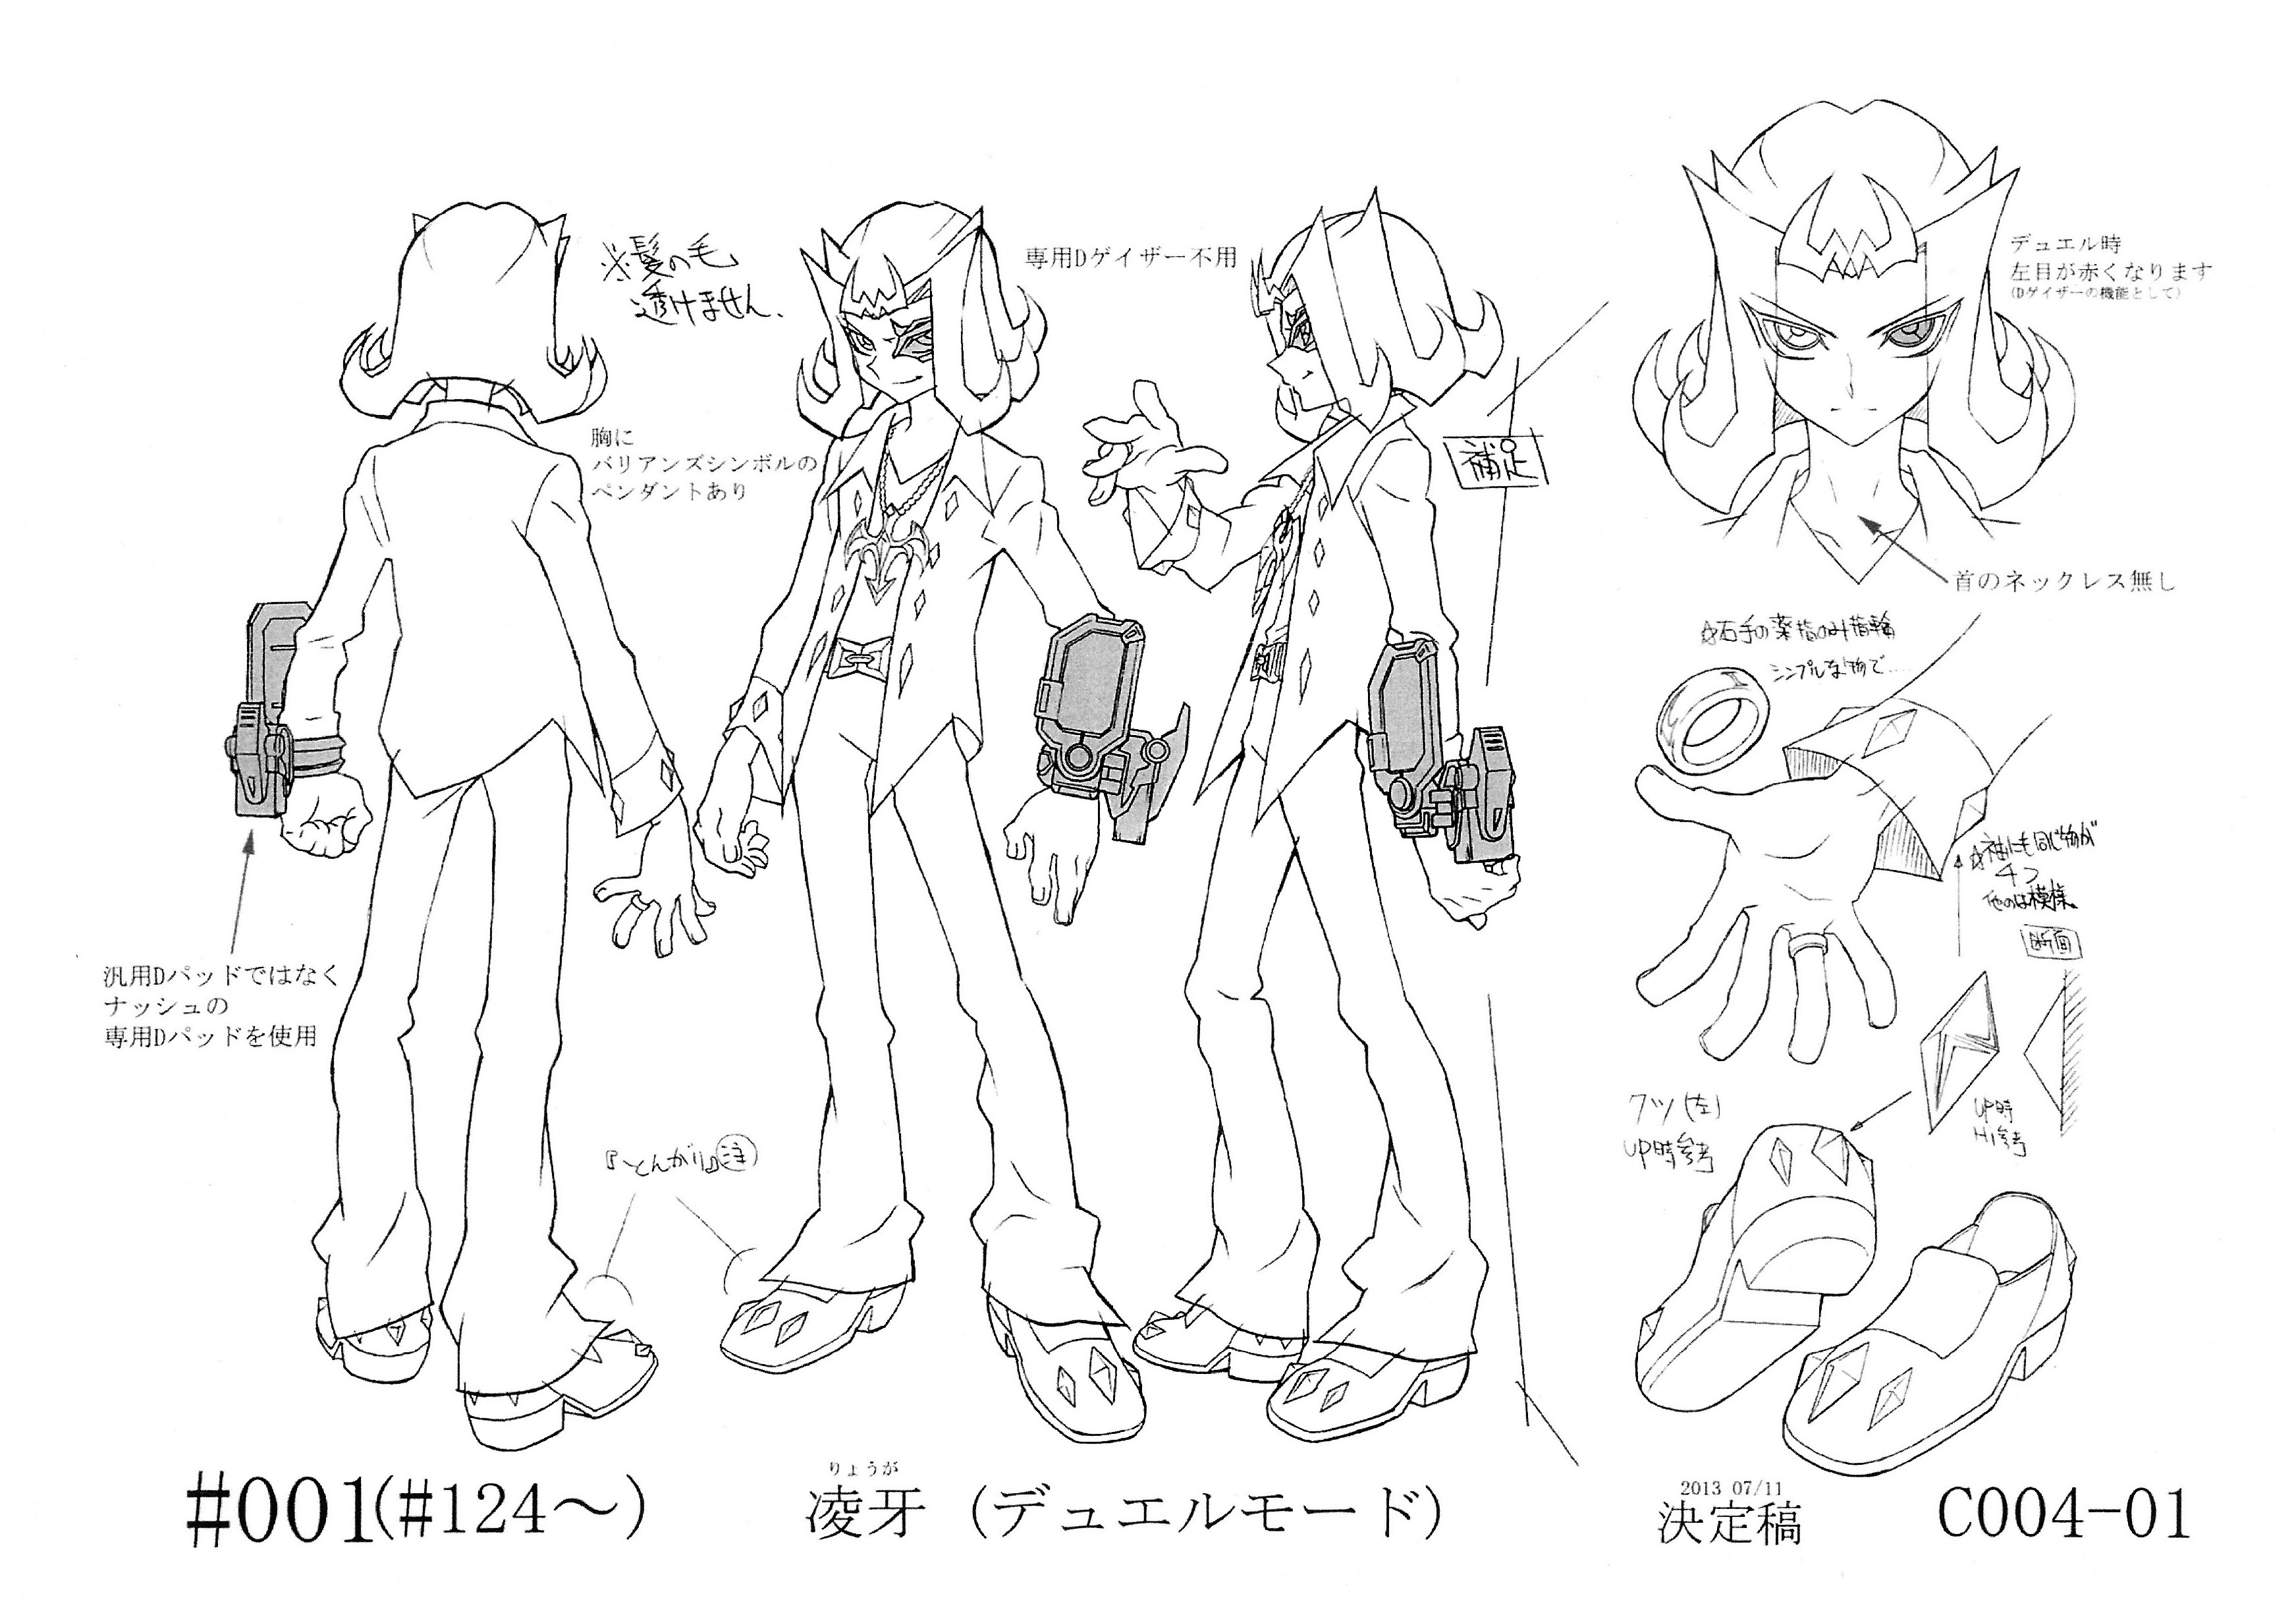 ※髪の毛
透けません.
専用Dゲイザー不用
デュエル時
左目が赤くなります
(Dゲイザーの機能として)
胸に
バリアンズシンボルの
ペンダントあり
補足
首のネックレス無し
☆右手の薬指のみ指輪
シンプルな物で.....
☆袖にも同じ物が
4つ
他のは模様。
断面
汎用Dパッドではなく
ナッシュの
専用Dパッドを使用
クツ(左)
UP時参考
UP時
Hi参考
『とんがり』注
#001(#124～)
りょうが
凌牙 (デュエルモード)
2013 07/11
決定稿
C004-01